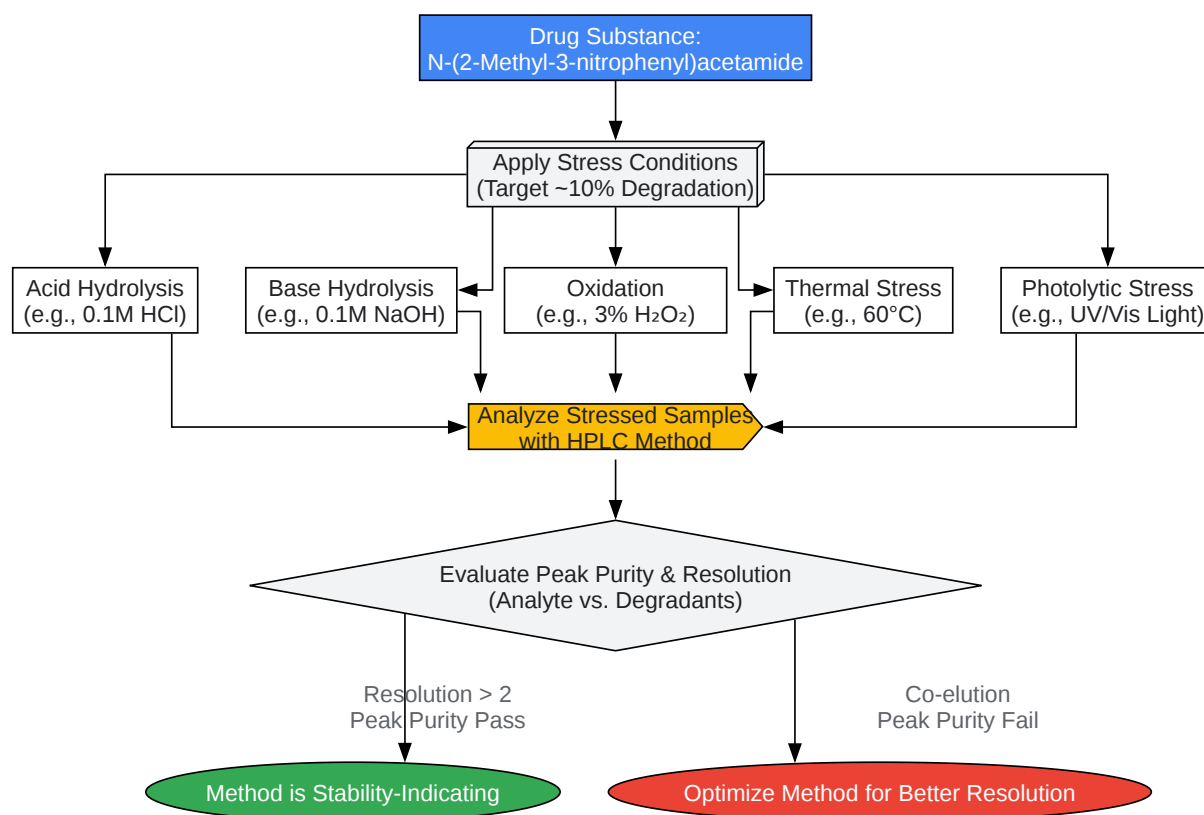 Drug Substance:
N-(2-Methyl-3-nitrophenyl)acetamide
Apply Stress Conditions
(Target ~10% Degradation)
Acid Hydrolysis
(e.g., 0.1M HCl)
Base Hydrolysis
(e.g., 0.1M NaOH)
Oxidation
(e.g., 3% H₂O₂)
Thermal Stress
(e.g., 60°C)
Photolytic Stress
(e.g., UV/Vis Light)
Analyze Stressed Samples
with HPLC Method
Evaluate Peak Purity & Resolution
(Analyte vs. Degradants)
Resolution > 2
Peak Purity Pass
Co-elution
Peak Purity Fail
Method is Stability-Indicating
Optimize Method for Better Resolution